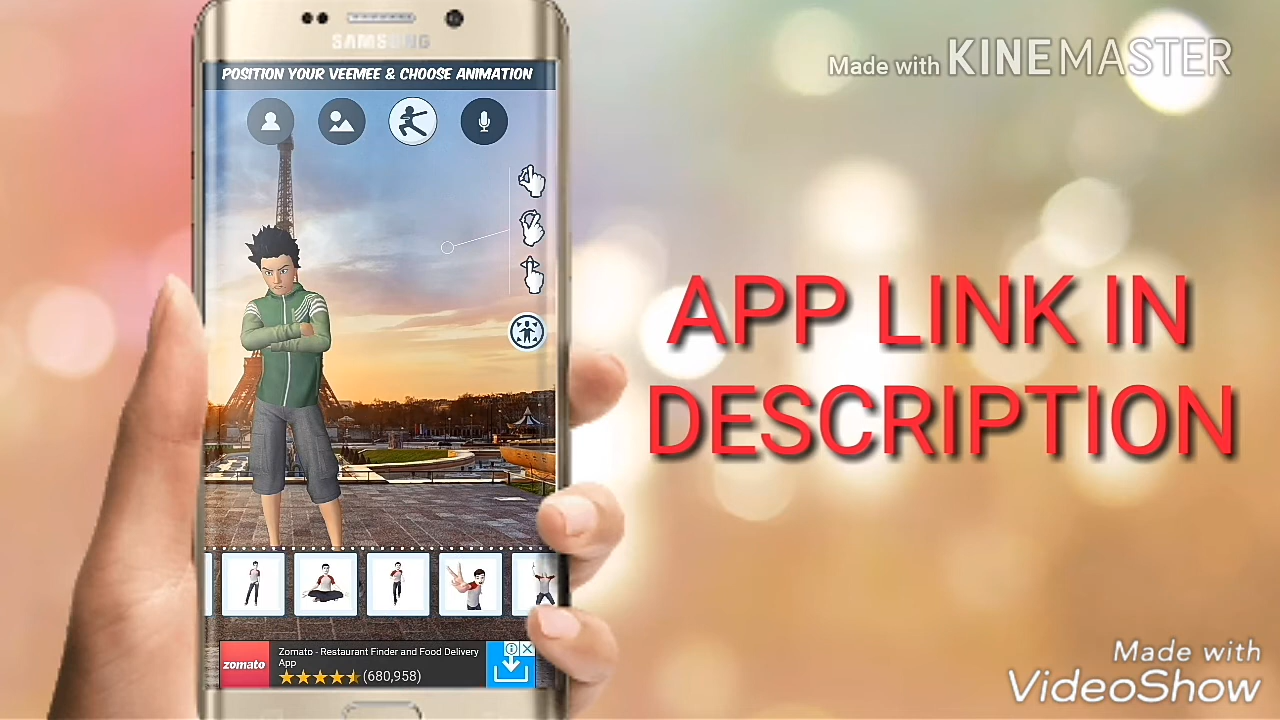 SAMSUNG
POSITION YOUR VEEMEE & CHOOSE ANIMATION
Made with KINEMASTER
APP LINK IN
DESCRIPTION
zomato
Zomato - Restaurant Finder and Food Delivery
App
(680,958)
Made with
VideoShow